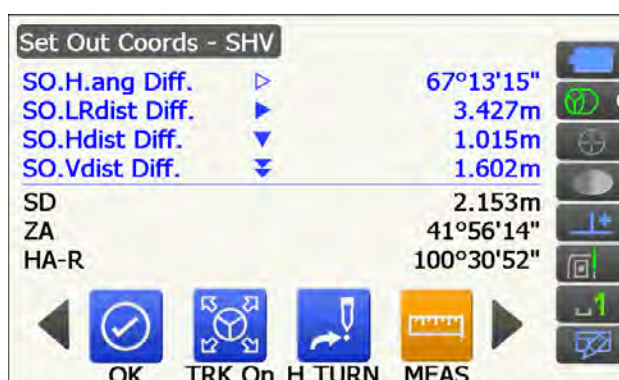 Set Out Coords - SHV
SO.H.ang Diff. 67°13'15"
SO.LRdist Diff. 3.427m
SO.Hdist Diff. 1.015m
SO.Vdist Diff. 1.602m
SD 2.153m
ZA 41°56'14"
HA-R 100°30'52"
OK TRK On H.TURN MEAS